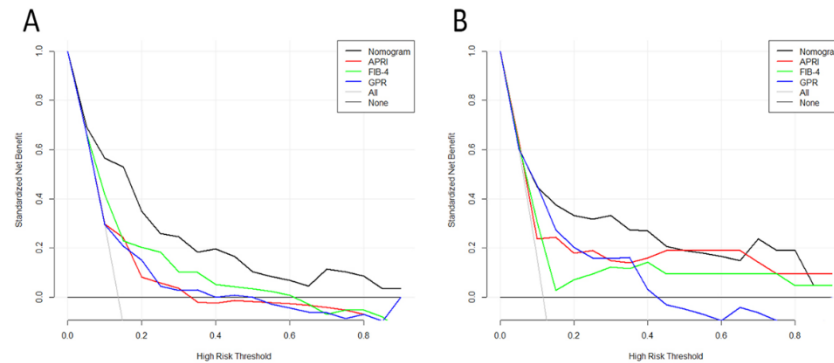 A
Nomogram
APRI
FIB-4
GPR
All
None
Standardized Net Benefit
1.0
0.8
0.6
0.4
0.2
0.0
0.0
0.2
0.4
0.6
0.8
High Risk Threshold
B
Nomogram
APRI
FIB-4
GPR
All
None
Standardized Net Benefit
1.0
0.8
0.6
0.4
0.2
0.0
0.0
0.2
0.4
0.6
0.8
High Risk Threshold